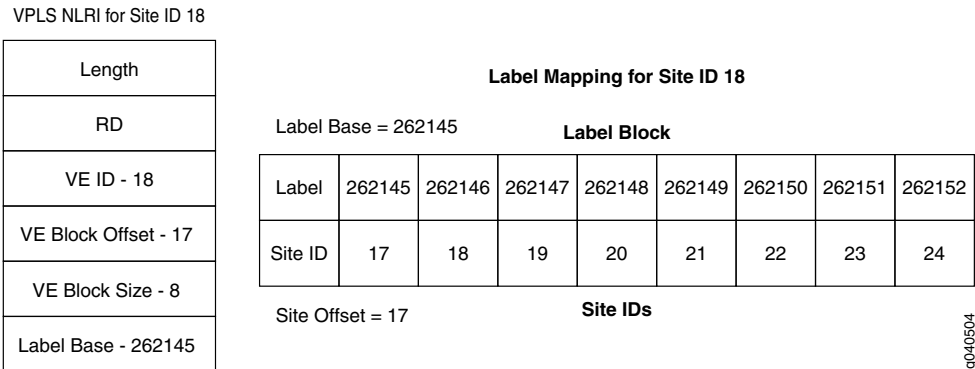 VPLS NLRI for Site ID 18
Length
RD
VE ID - 18
VE Block Offset - 17
VE Block Size - 8
Label Base - 262145
Label Mapping for Site ID 18
Label Base = 262145
Label Block
Label 262145 262146 262147 262148 262149 262150 262151 262152
Site ID 17 18 19 20 21 22 23 24
Site Offset = 17
Site IDs
g040504